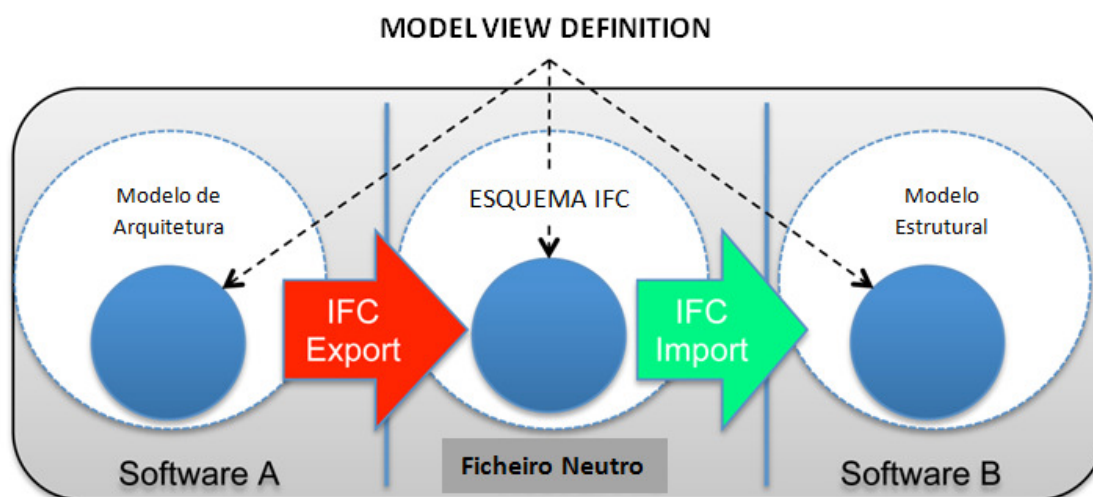 MODEL VIEW DEFINITION
Modelo de
Arquitetura
ESQUEMA IFC
Modelo
Estrutural
IFC
Export
IFC
Import
Software A
Ficheiro Neutro
Software B